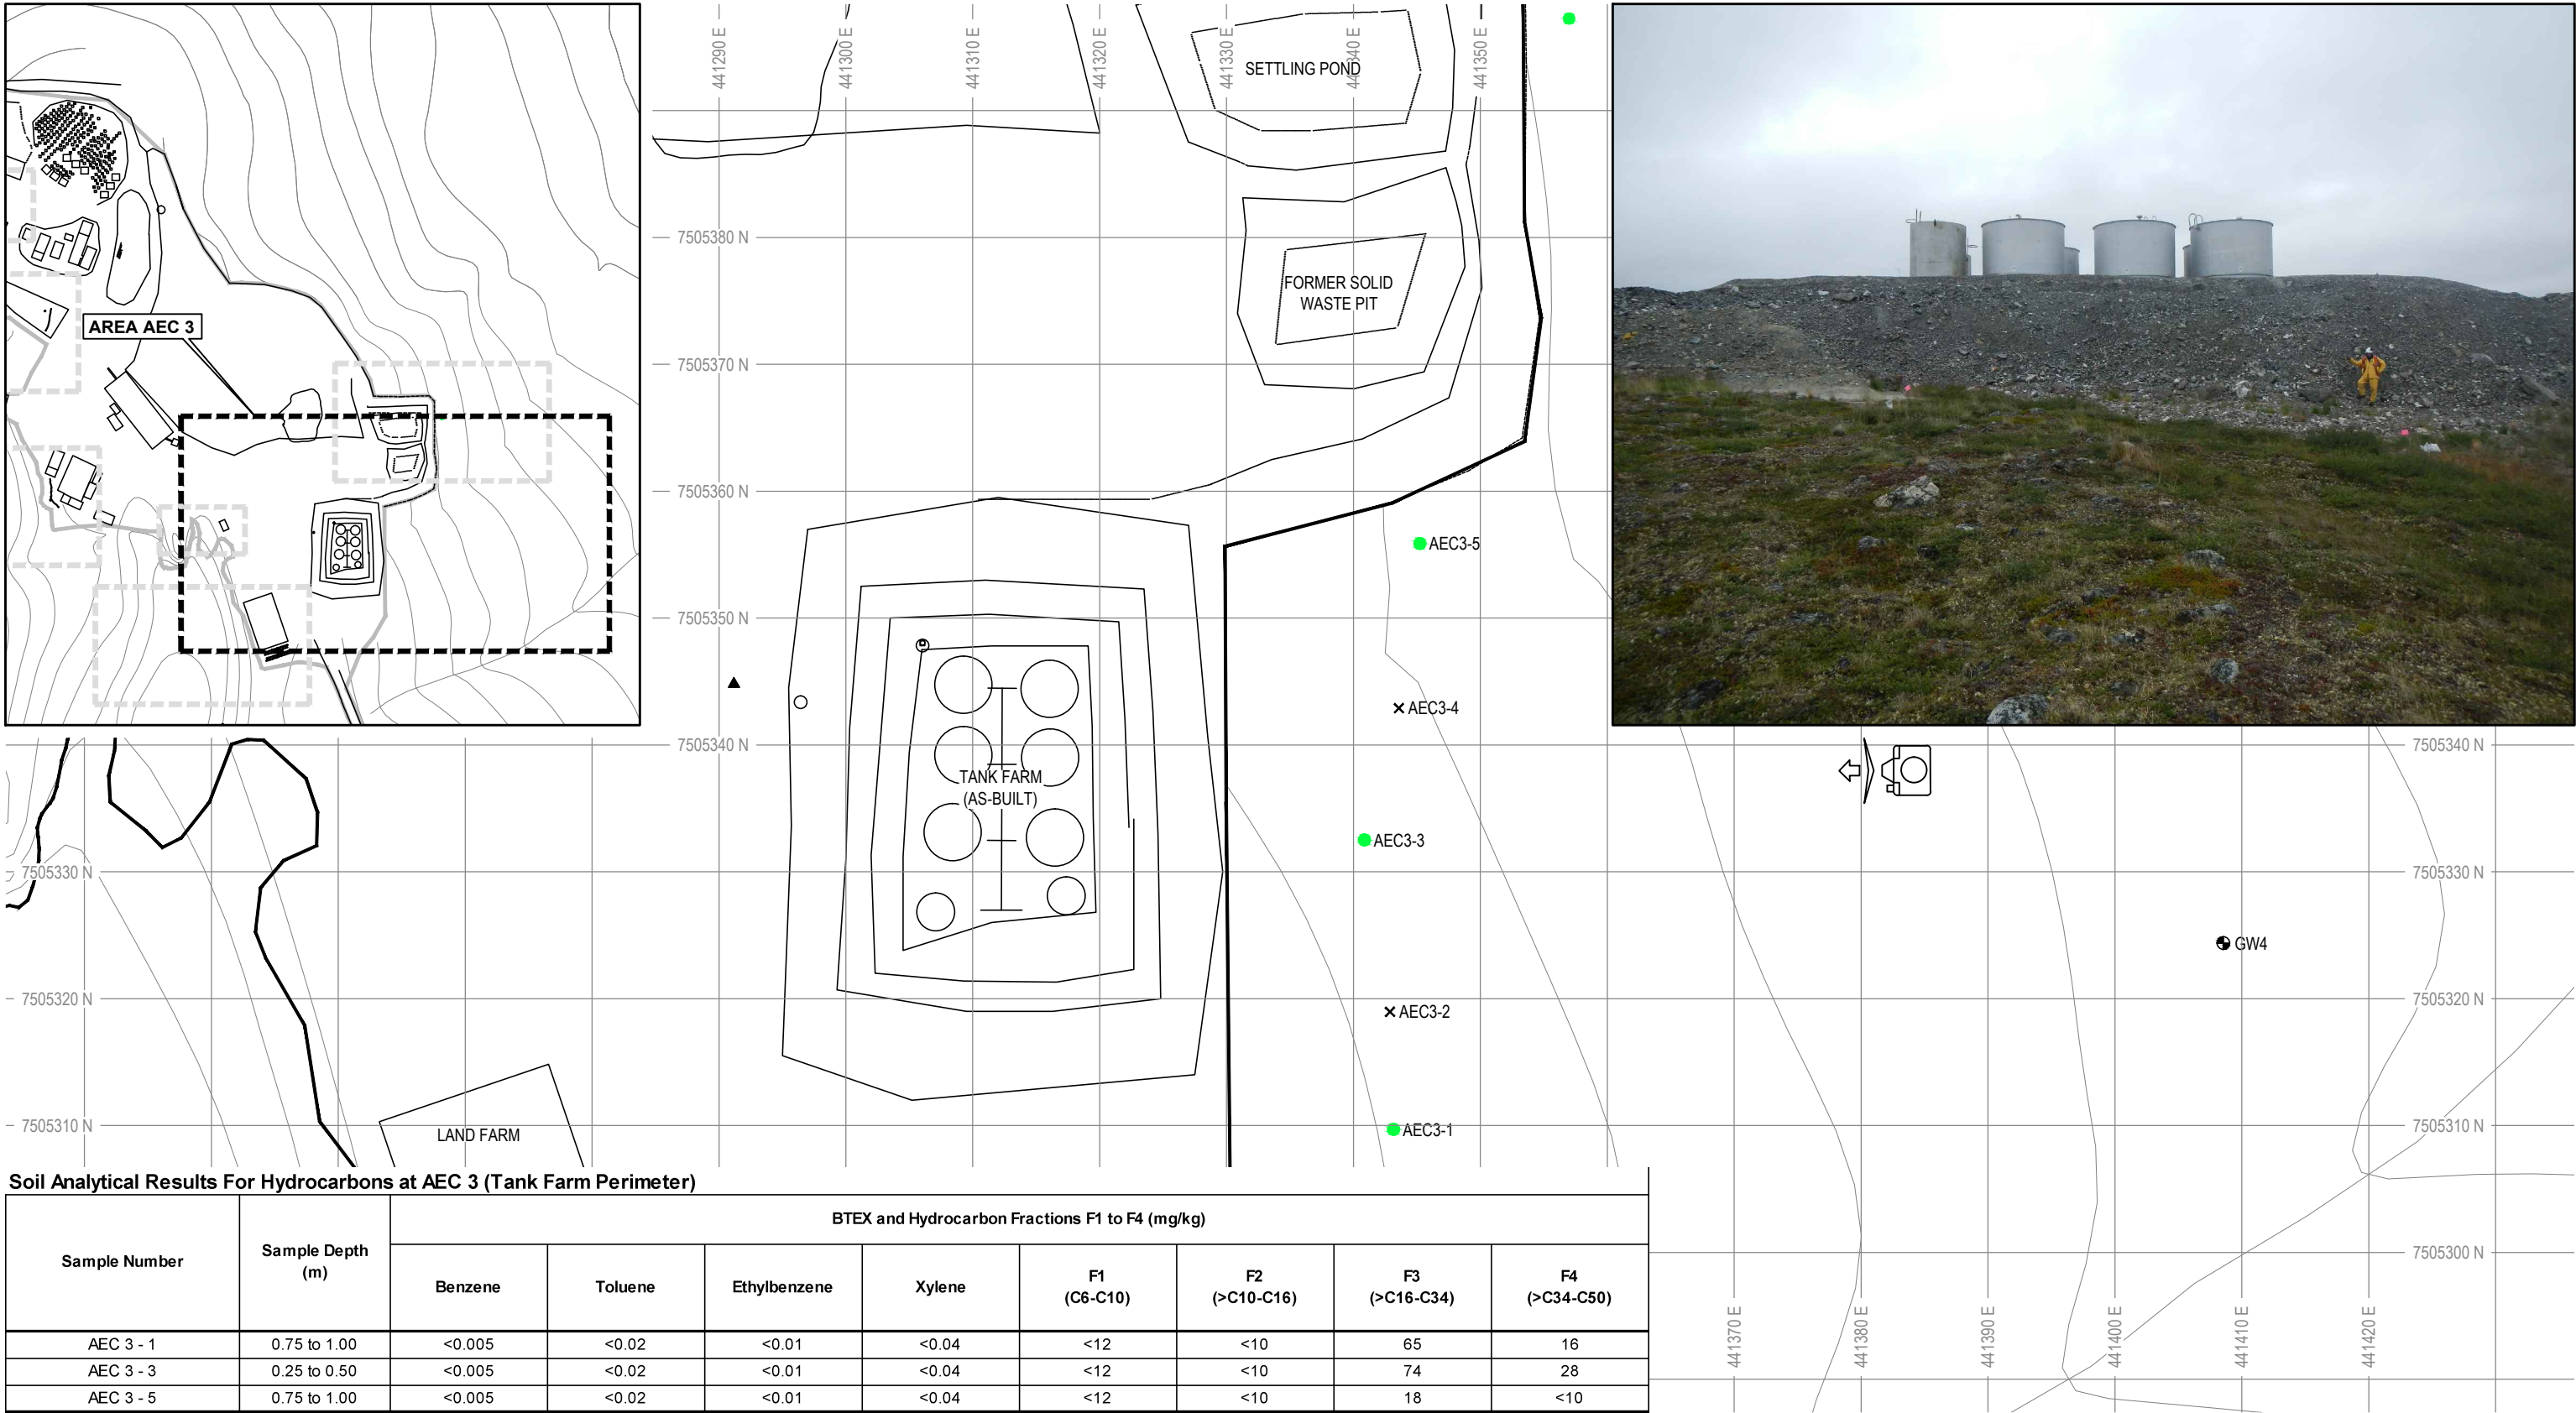 AREA AEC 3
441290 E
441300 E
441310 E
441320 E
441330 E
441340 E
441350 E
SETTLING POND
7505380 N
FORMER SOLID
WASTE PIT
7505370 N
7505360 N
AEC3-5
7505350 N
AEC3-4
7505340 N
7505340 N
TANK FARM
(AS-BUILT)
AEC3-3
7505330 N
7505330 N
GW4
7505320 N
7505320 N
AEC3-2
7505310 N
7505310 N
LAND FARM
AEC3-1
7505300 N
441370 E
441380 E
441390 E
441400 E
441410 E
441420 E
Soil Analytical Results For Hydrocarbons at AEC 3 (Tank Farm Perimeter)
Sample Number
Sample Depth
(m)
BTEX and Hydrocarbon Fractions F1 to F4 (mg/kg)
Benzene
Toluene
Ethylbenzene
Xylene
F1
(C6-C10)
F2
(>C10-C16)
F3
(>C16-C34)
F4
(>C34-C50)
AEC 3 - 1 0.75 to 1.00 <0.005 <0.02 <0.01 <0.04 <12 <10 65 16
AEC 3 - 3 0.25 to 0.50 <0.005 <0.02 <0.01 <0.04 <12 <10 74 28
AEC 3 - 5 0.75 to 1.00 <0.005 <0.02 <0.01 <0.04 <12 <10 18 <10